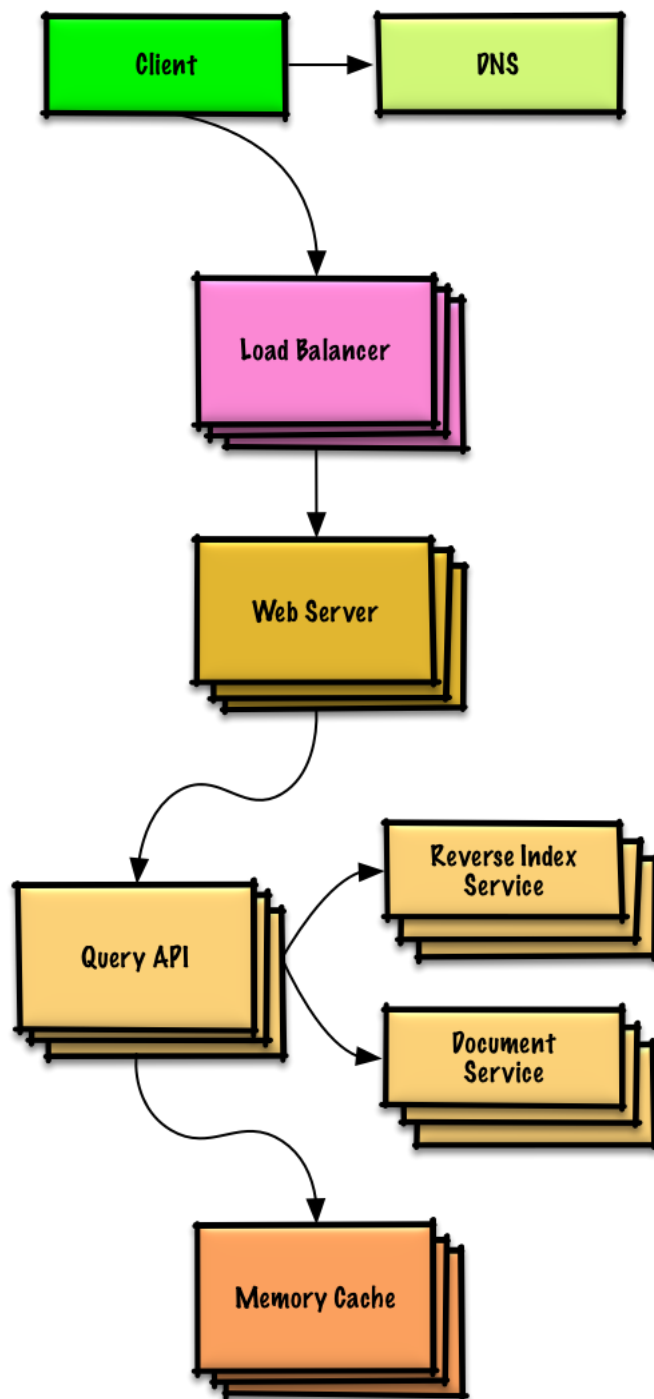 Client
DNS
Load Balancer
Web Server
Reverse Index
Service
Query API
Document
Service
Memory Cache